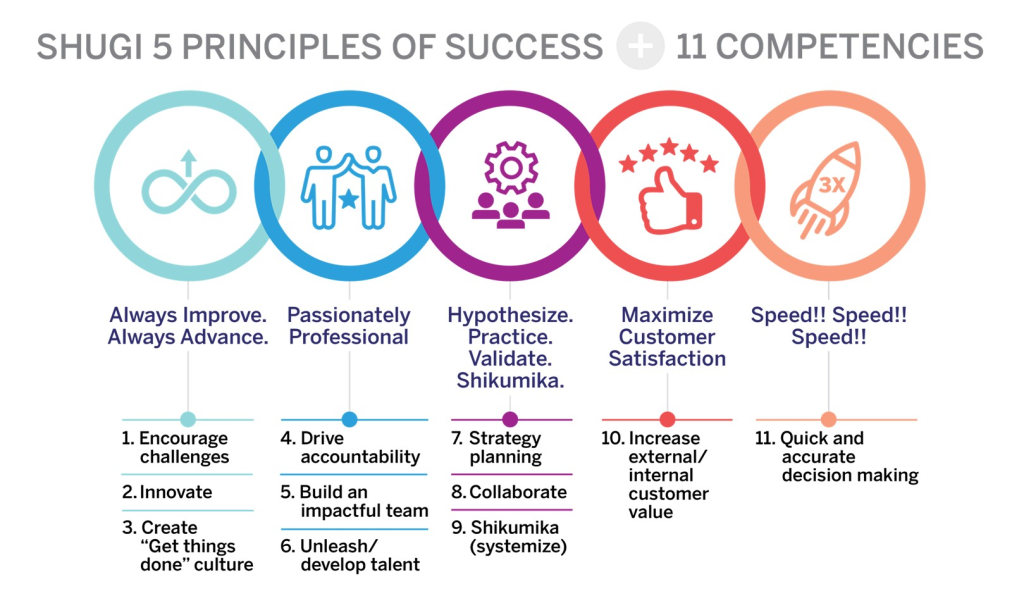 SHUGI 5 PRINCIPLES OF SUCCESS + 11 COMPETENCIES
3X
Always Improve.
Always Advance.
Passionately
Professional
Hypothesize.
Practice.
Validate.
Shikumika.
Maximize
Customer
Satisfaction
Speed!! Speed!!
Speed!!
1. Encourage
challenges
2. Innovate
3. Create
“Get things
done” culture
4. Drive
accountability
5. Build an
impactful team
6. Unleash/
develop talent
7. Strategy
planning
8. Collaborate
9. Shikumika
(systemize)
10. Increase
external/
internal
customer
value
11. Quick and
accurate
decision making